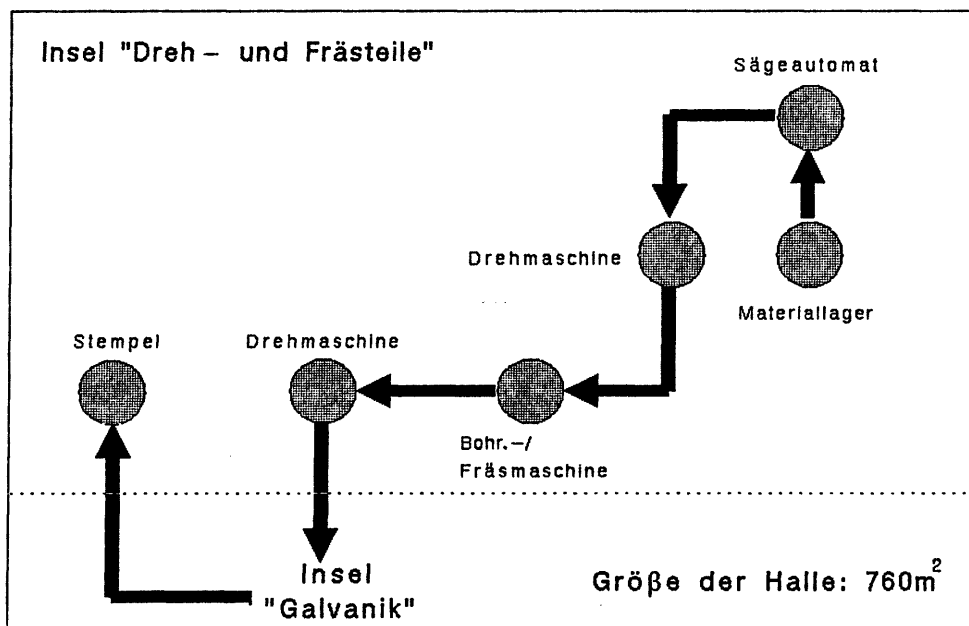 Insel "Dreh- und Frästeile"
Sägeautomat
Drehmaschine
Materiallager
Stempel
Drehmaschine
Bohr.-/
Fräsmaschine
Insel
"Galvanik"
Größe der Halle: 760m²